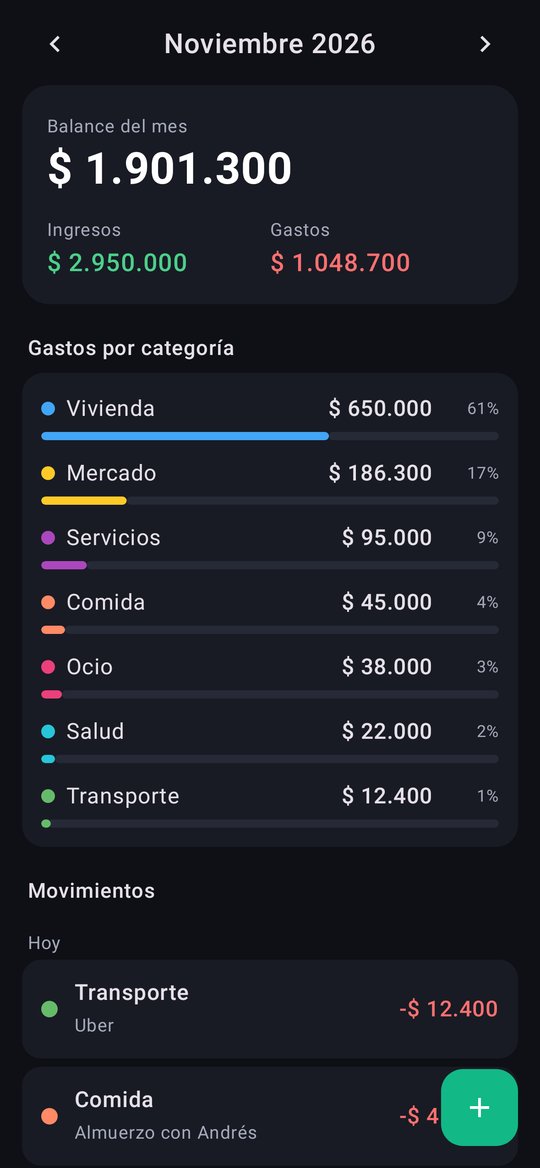 Noviembre 2026
Balance del mes
$ 1.901.300
Ingresos Gastos
$ 2.950.000 $ 1.048.700
Gastos por categoría
Vivienda $ 650.000 61%
Mercado $ 186.300 17%
Servicios $ 95.000 9%
Comida $ 45.000 4%
Ocio $ 38.000 3%
Salud $ 22.000 2%
Transporte $ 12.400 1%
Movimientos
Hoy
Transporte
-$ 12.400
Uber
Comida
-$ 4
Almuerzo con Andrés
+